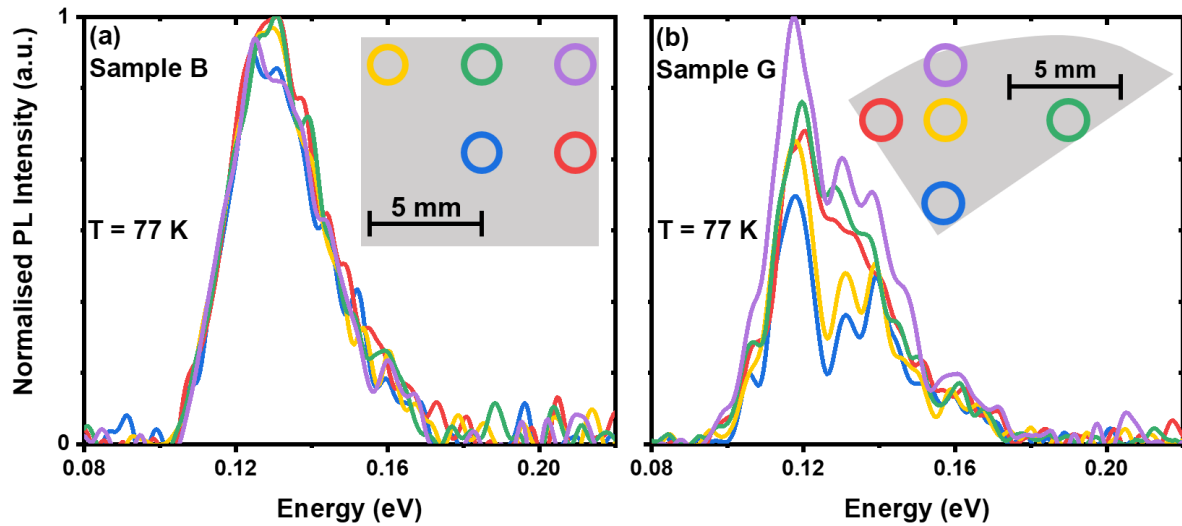 Normalised PL Intensity (a.u.)
1
0
(a)
Sample B
T = 77 K
5 mm
0.08
0.12
0.16
0.20
Energy (eV)
(b)
Sample G
T = 77 K
5 mm
0.08
0.12
0.16
0.20
Energy (eV)